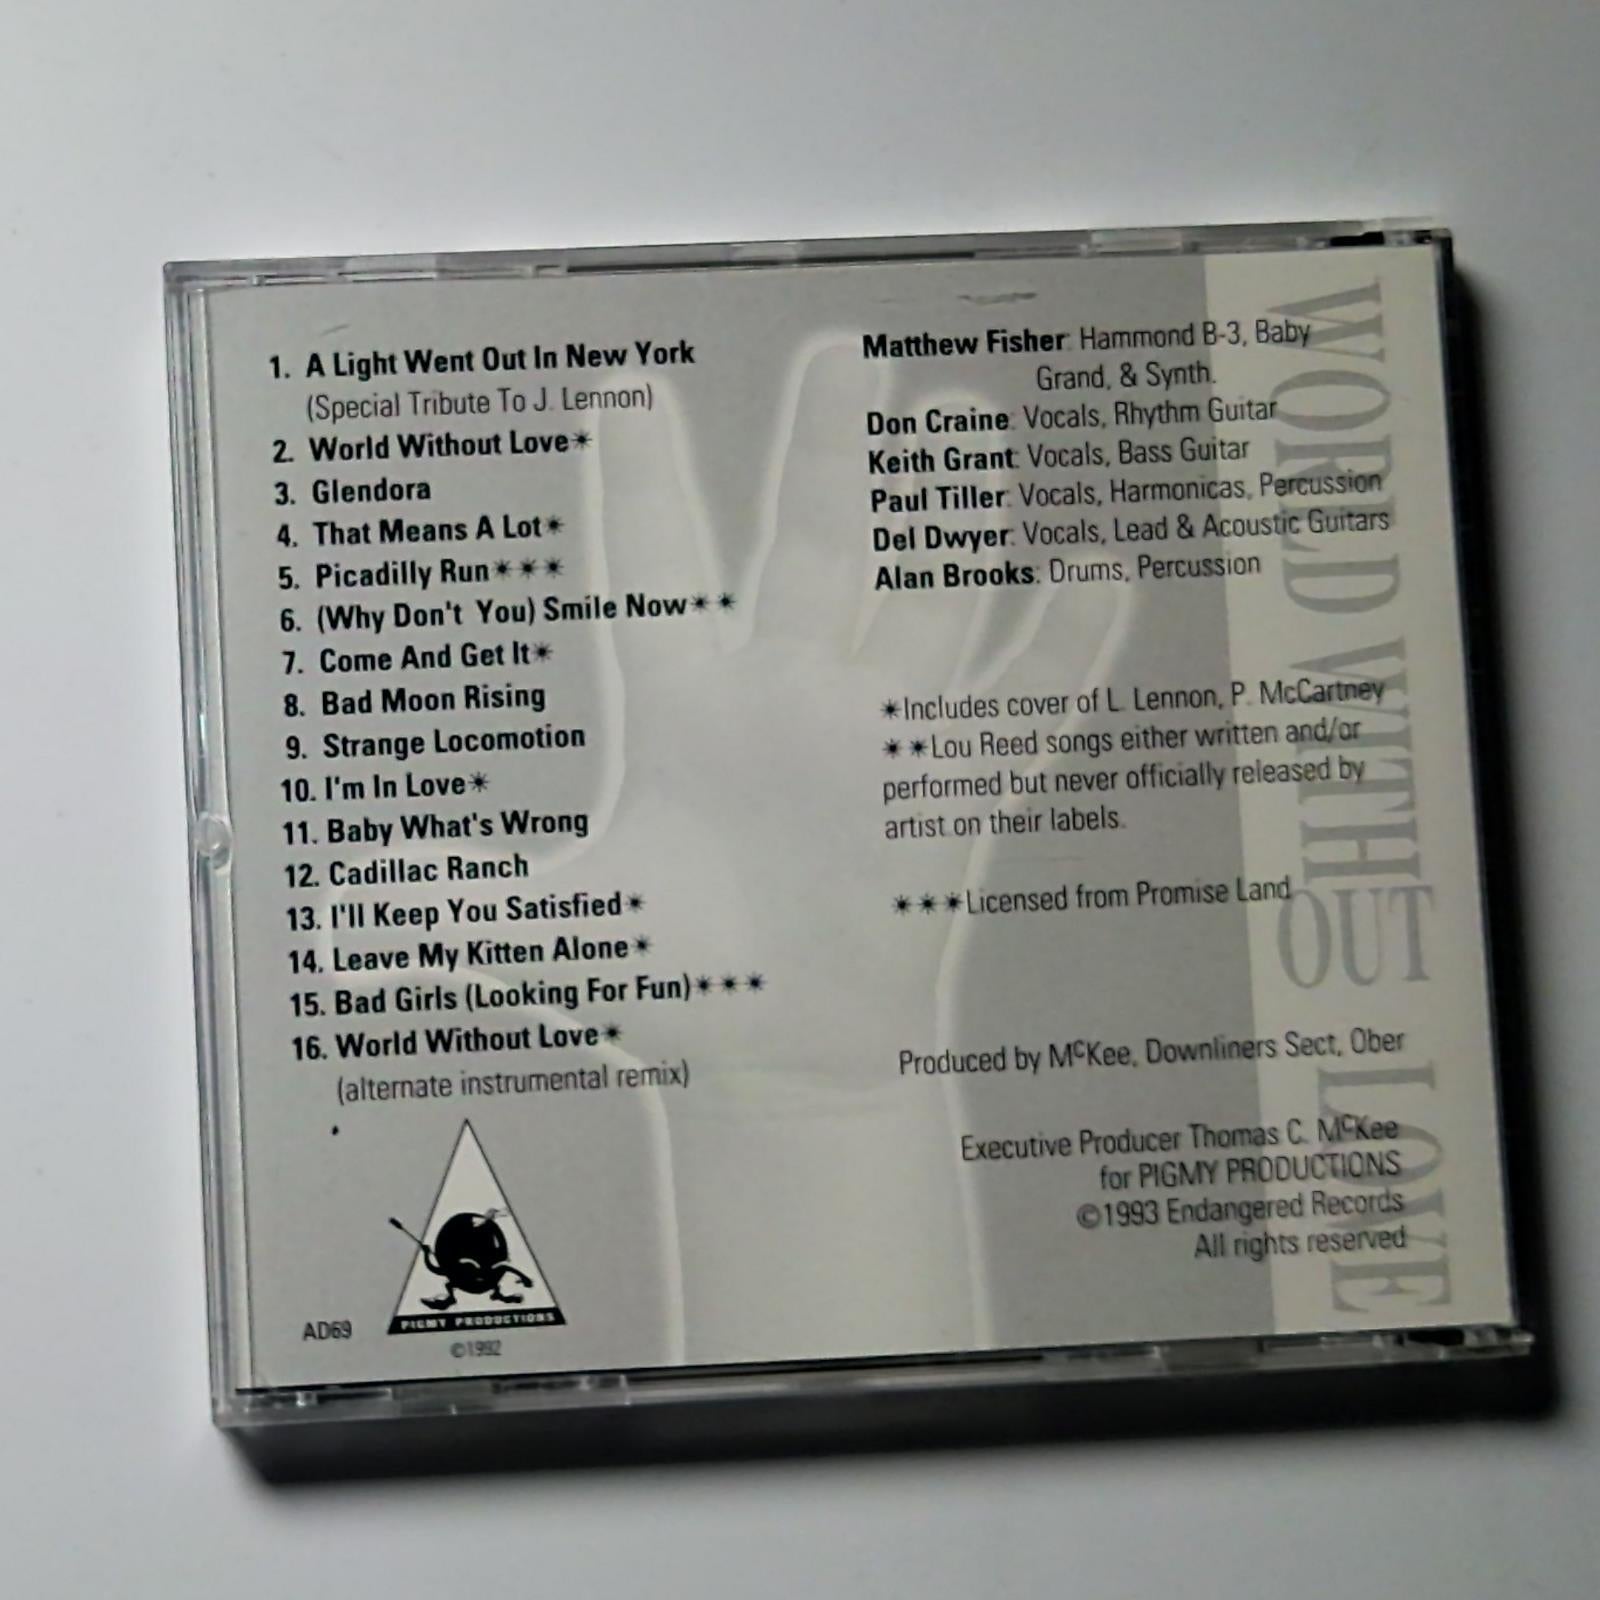 1. A Light Went Out In New York
(Special Tribute To J. Lennon)
2. World Without Love*
3. Glendora
4. That Means A Lot*
5. Picadilly Run***
6. (Why Don't You) Smile Now**
7. Come And Get It*
8. Bad Moon Rising
9. Strange Locomotion
10. I'm In Love*
11. Baby What's Wrong
12. Cadillac Ranch
13. I'll Keep You Satisfied*
14. Leave My Kitten Alone*
15. Bad Girls (Looking For Fun)***
16. World Without Love*
(alternate instrumental remix)
AD69
PIGMY PRODUCTIONS
©1992
Matthew Fisher: Hammond B-3, Baby
Grand, & Synth.
Don Craine: Vocals, Rhythm Guitar
Keith Grant: Vocals, Bass Guitar
Paul Tiller: Vocals, Harmonicas, Percussion
Del Dwyer: Vocals, Lead & Acoustic Guitars
Alan Brooks: Drums, Percussion
*Includes cover of L. Lennon, P. McCartney
**Lou Reed songs either written and/or
performed but never officially released by
artist on their labels.
***Licensed from Promise Land
Produced by McKee, Downliners Sect, Ober
Executive Producer Thomas C. McKee
for PIGMY PRODUCTIONS
©1993 Endangered Records
All rights reserved
WORLD WITH
OUT
LOVE